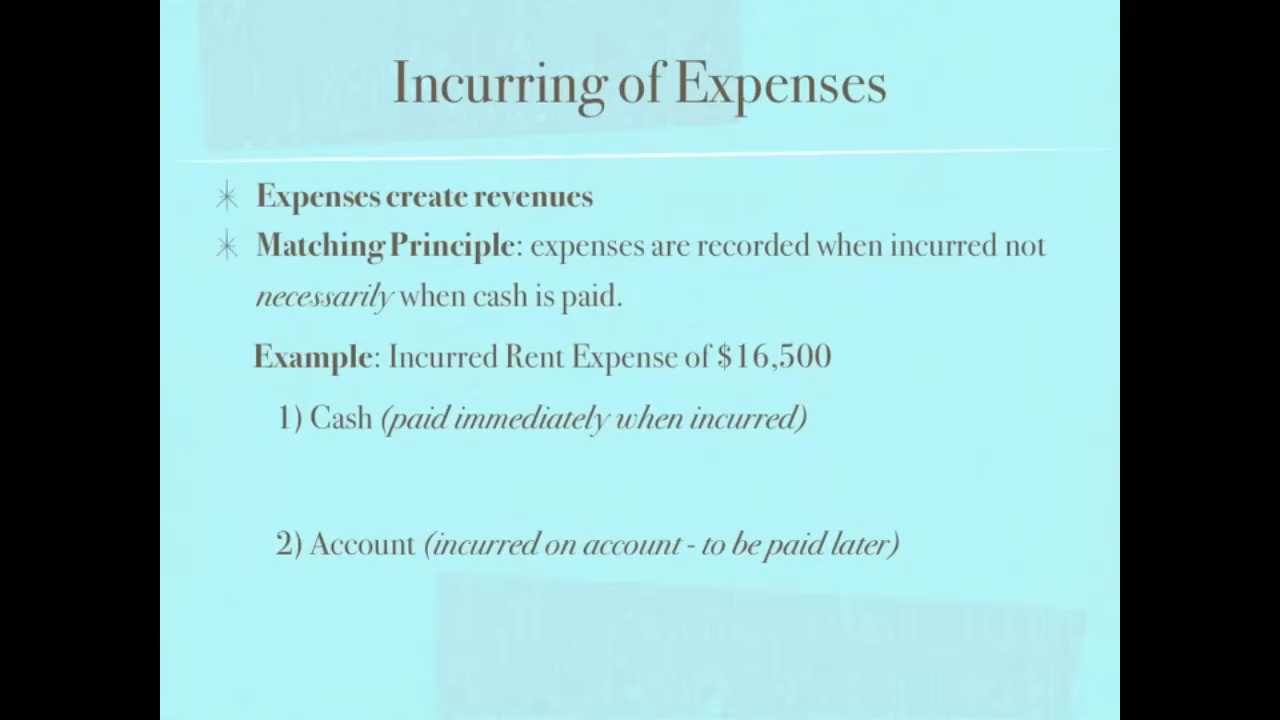 Incurring of Expenses
Expenses create revenues
Matching Principle: expenses are recorded when incurred not
necessarily when cash is paid.
Example: Incurred Rent Expense of $16,500
1) Cash (paid immediately when incurred)
2) Account (incurred on account - to be paid later)